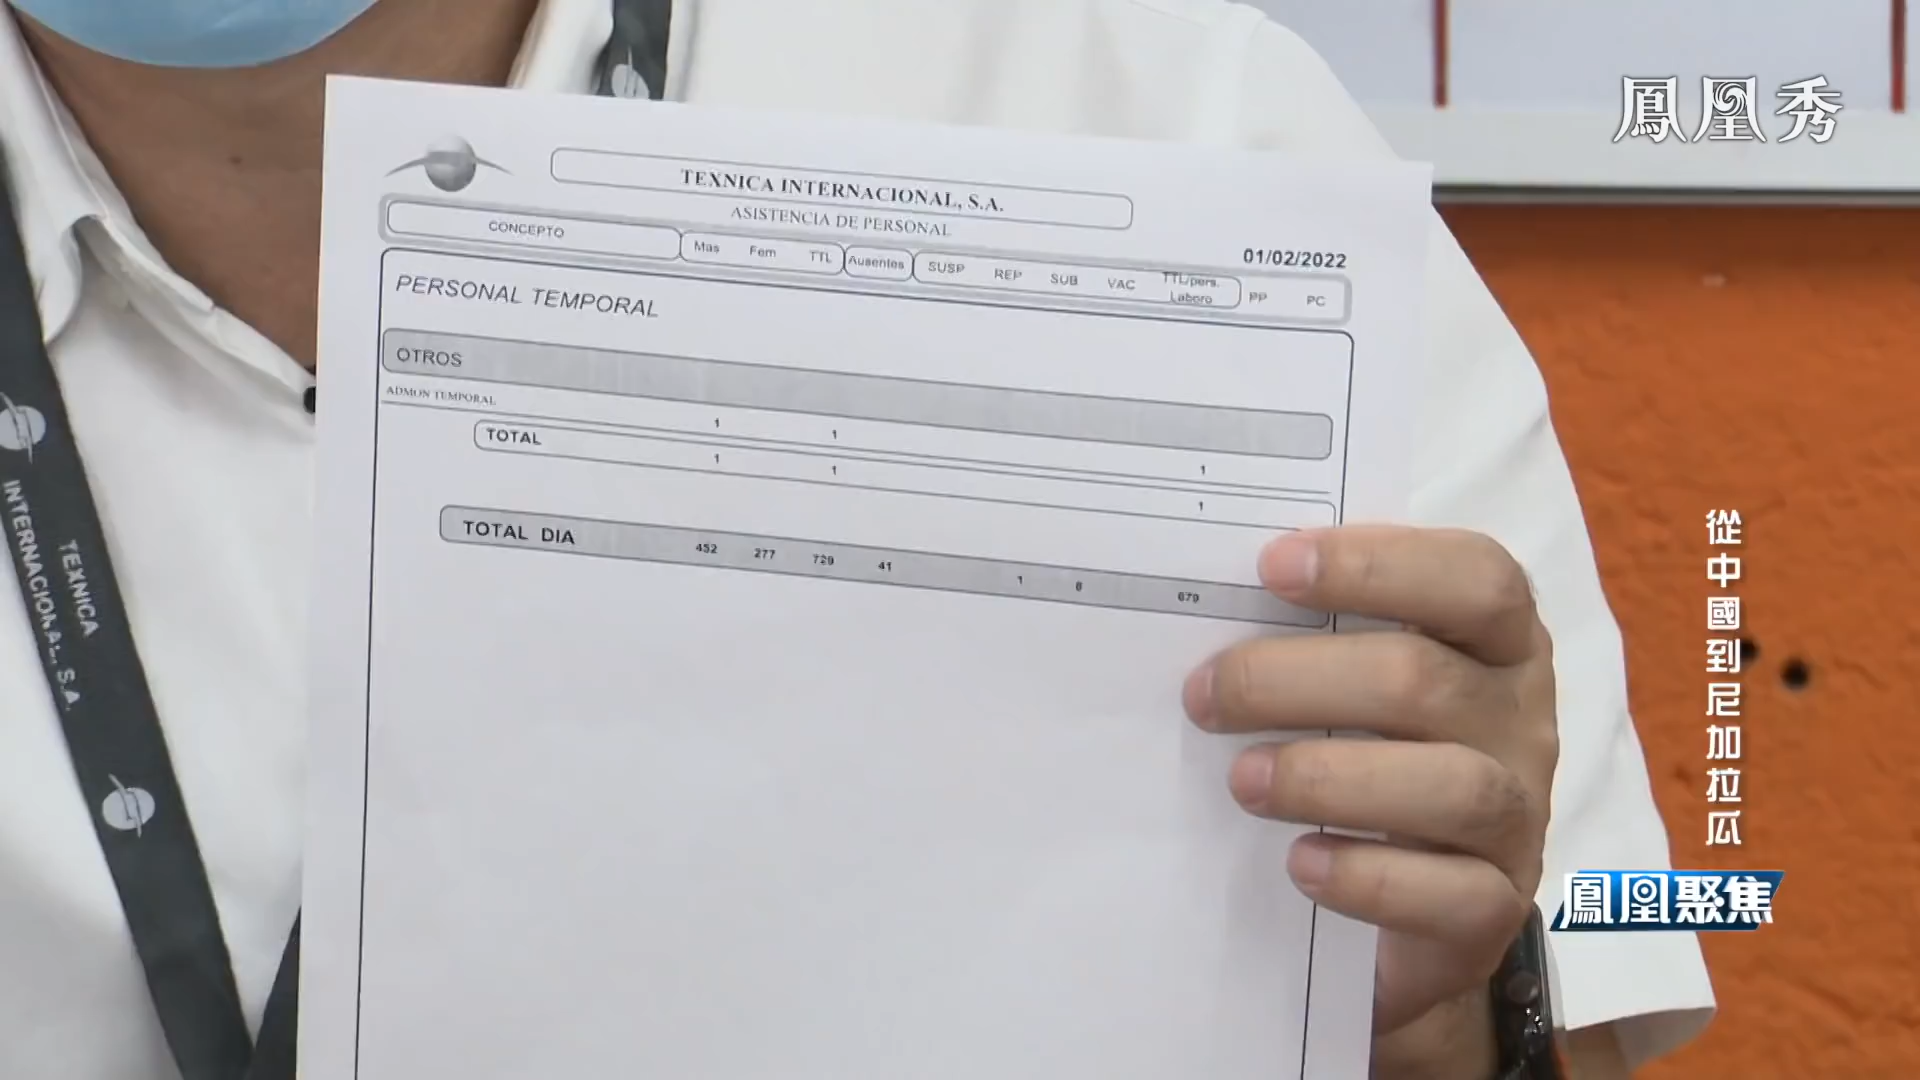 鳳凰秀
TEXNICA INTERNACIONAL, S.A.
ASISTENCIA DE PERSONAL
01/02/2022
CONCEPTO Mas Fem TTL Ausentes SUSP REP SUB VAC TTL/pers. Laboro PP PC
PERSONAL TEMPORAL
OTROS
ADMON TEMPORAL 1 1 1
TOTAL 1 1 1
TOTAL DIA 452 277 729 41 1 8 679
TEXNICA
INTERNACIONAL, S.A.
從中國到尼加拉瓜
鳳凰聚焦